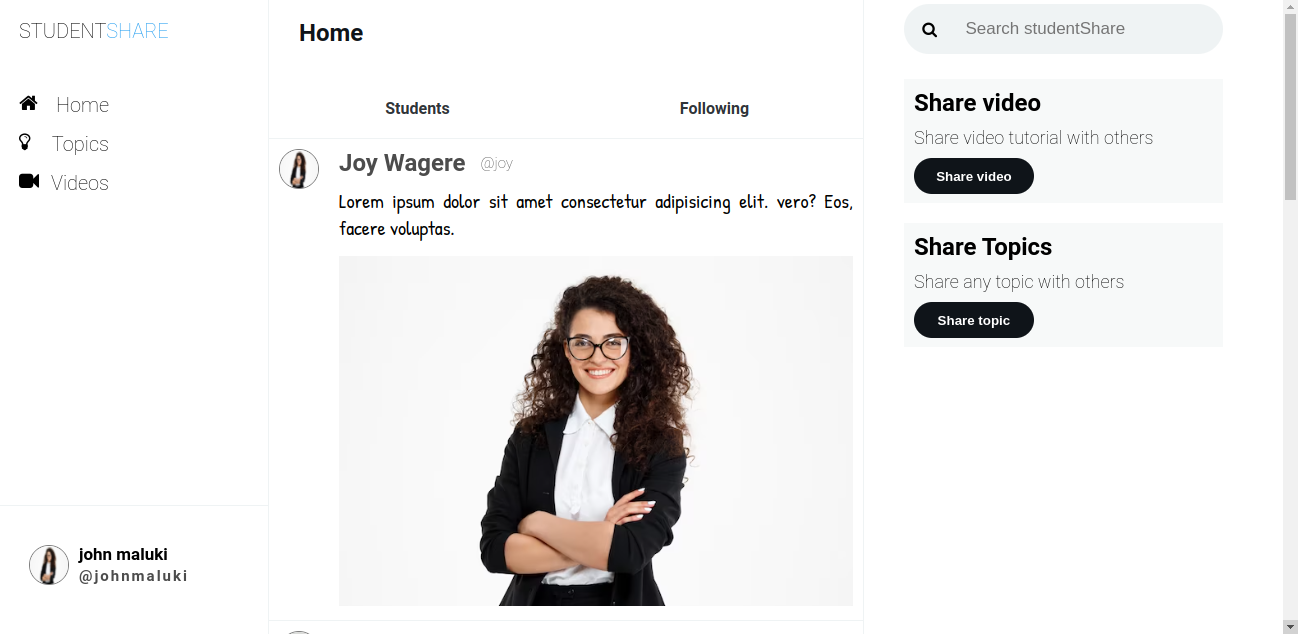 STUDENTSHARE
Home
Topics
Videos
john maluki
@johnmaluki
Home
Students
Following
Joy Wagere @joy
Lorem ipsum dolor sit amet consectetur adipisicing elit. vero? Eos,
facere voluptas.
Search studentShare
Share video
Share video tutorial with others
Share video
Share Topics
Share any topic with others
Share topic